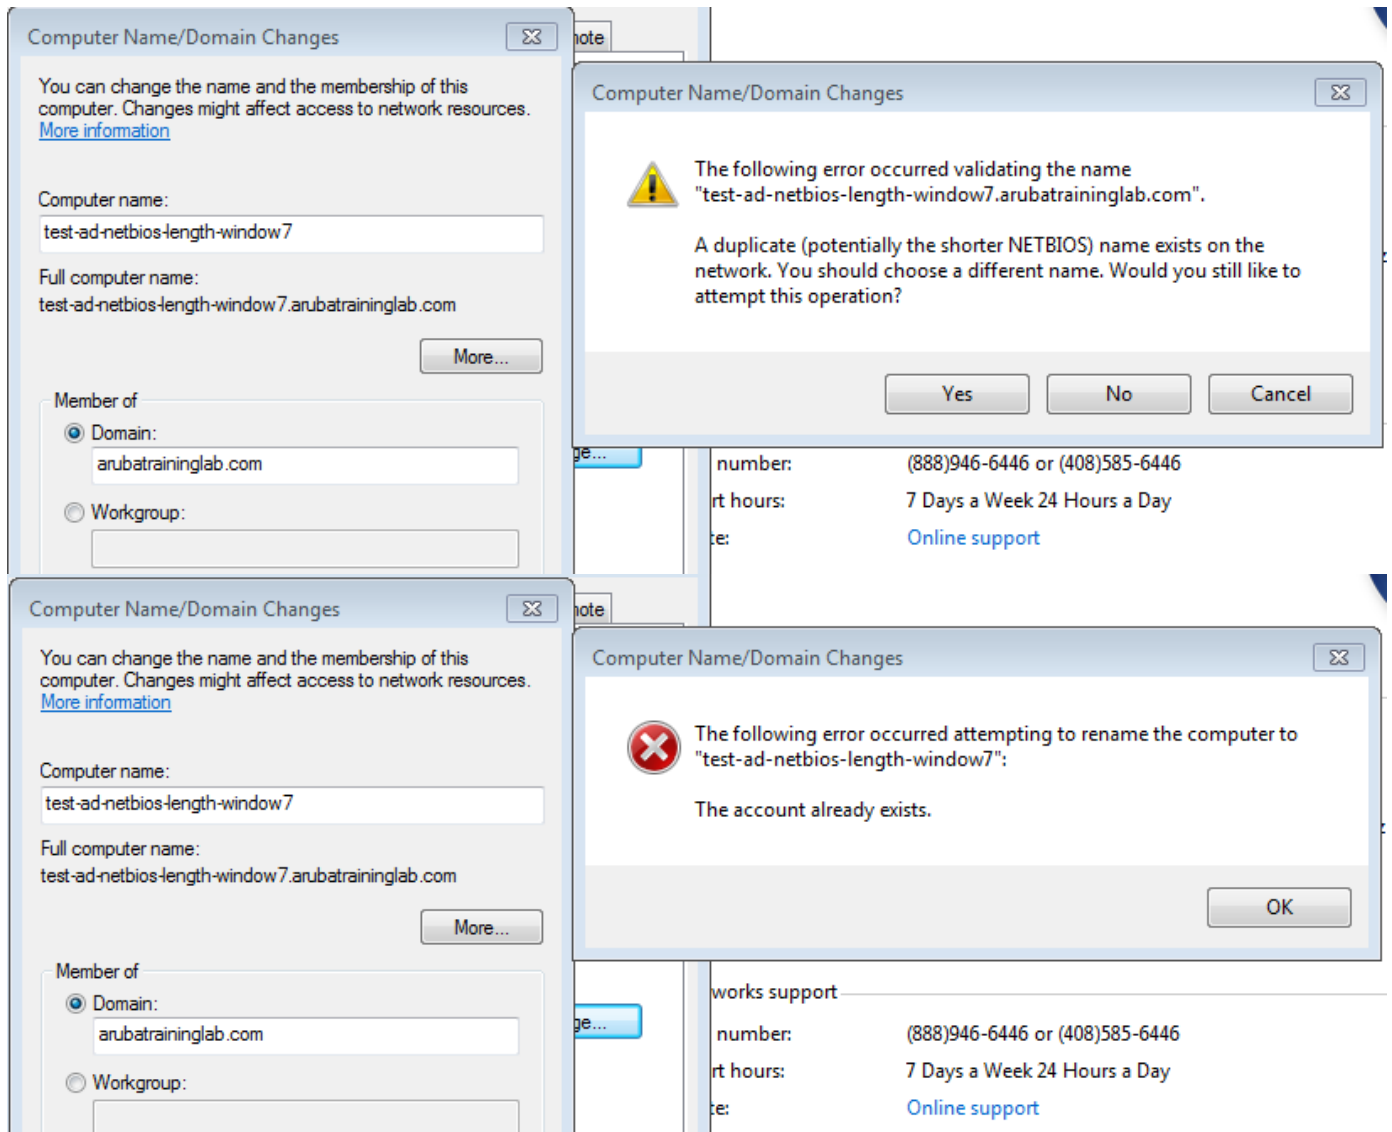 Computer Name/Domain Changes
note
You can change the name and the membership of this
computer. Changes might affect access to network resources.
More information
Computer name:
test-ad-netbios-length-window7
Full computer name:
test-ad-netbios-length-window7.arubatraininglab.com
More...
Member of
Domain:
arubatraininglab.com
Workgroup:
Computer Name/Domain Changes
The following error occurred validating the name
"test-ad-netbios-length-window7.arubatraininglab.com".
A duplicate (potentially the shorter NETBIOS) name exists on the
network. You should choose a different name. Would you still like to
attempt this operation?
Yes
No
Cancel
ge...
number:
(888)946-6446 or (408)585-6446
rt hours:
7 Days a Week 24 Hours a Day
te:
Online support
Computer Name/Domain Changes
note
You can change the name and the membership of this
computer. Changes might affect access to network resources.
More information
Computer name:
test-ad-netbios-length-window7
Full computer name:
test-ad-netbios-length-window7.arubatraininglab.com
More...
Member of
Domain:
arubatraininglab.com
Workgroup:
Computer Name/Domain Changes
The following error occurred attempting to rename the computer to
"test-ad-netbios-length-window7":
The account already exists.
OK
works support
ge...
number:
(888)946-6446 or (408)585-6446
rt hours:
7 Days a Week 24 Hours a Day
te:
Online support